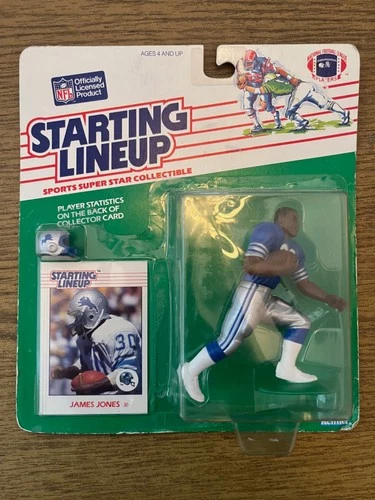 AGES 4 AND UP
NFL
Officially
Licensed
Product
STARTING
LINEUP
SPORTS SUPER STAR COLLECTIBLE
PLAYER STATISTICS
ON THE BACK OF
COLLECTOR CARD
STARTING
LINEUP
30
JAMES JONES